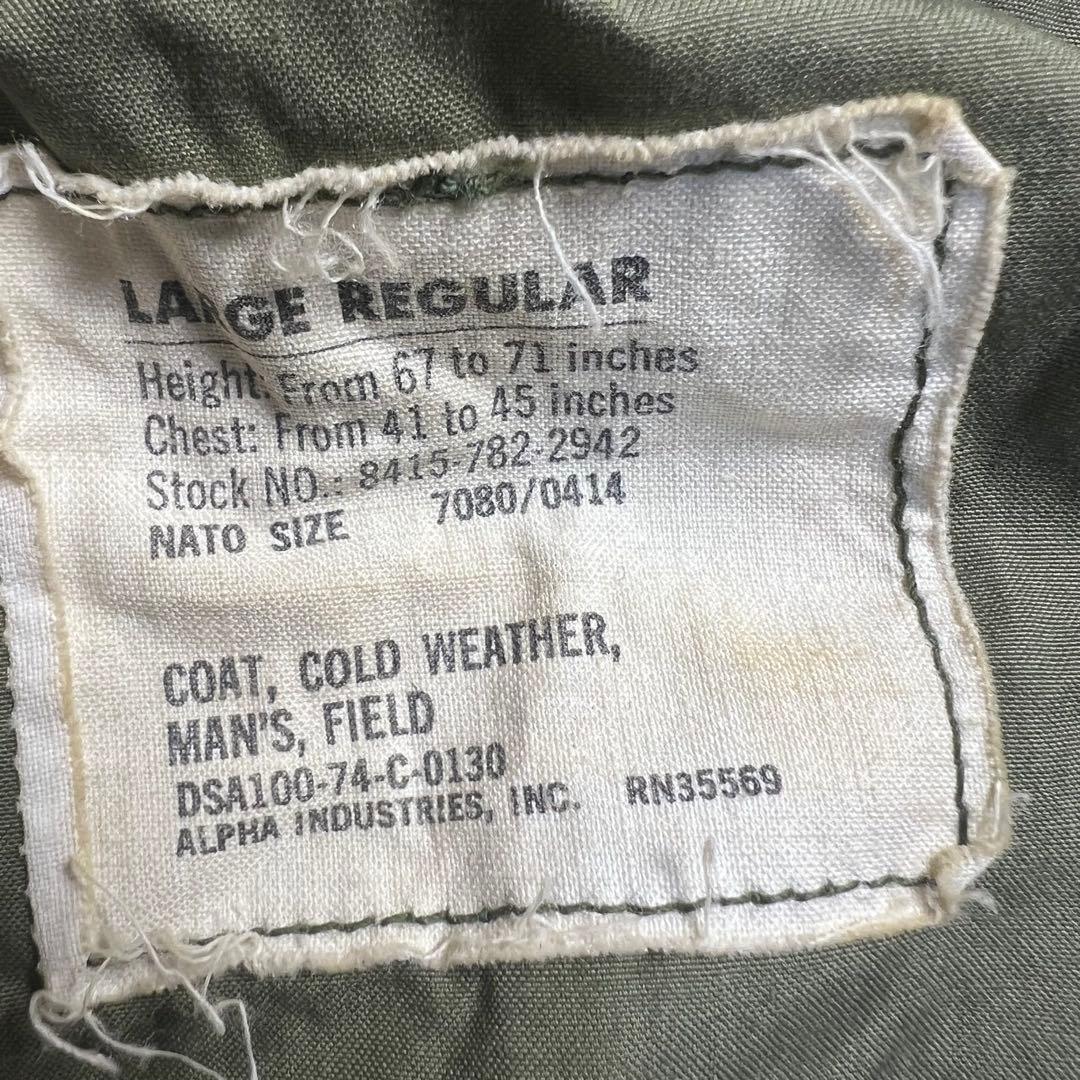 LARGE REGULAR
Height: From 67 to 71 inches
Chest: From 41 to 45 inches
Stock NO.: 8415-782-2942
NATO SIZE 7080/0414
COAT, COLD WEATHER,
MAN'S, FIELD
DSA100-74-C-0130
ALPHA INDUSTRIES, INC. RN35569